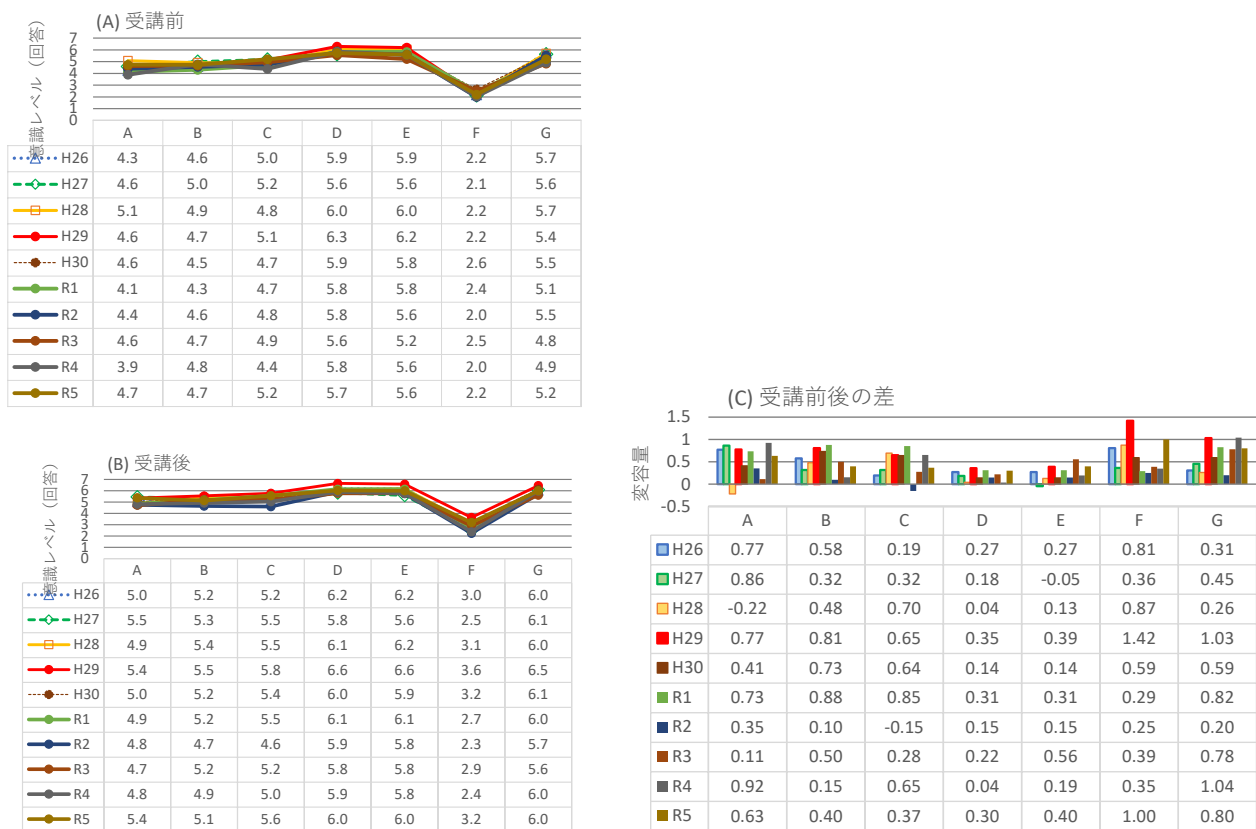 (A) 受講前
意識レベル（回答）
7
6
5
4
3
2
1
0
A B C D E F G
H26 4.3 4.6 5.0 5.9 5.9 2.2 5.7
H27 4.6 5.0 5.2 5.6 5.6 2.1 5.6
H28 5.1 4.9 4.8 6.0 6.0 2.2 5.7
H29 4.6 4.7 5.1 6.3 6.2 2.2 5.4
H30 4.6 4.5 4.7 5.9 5.8 2.6 5.5
R1 4.1 4.3 4.7 5.8 5.8 2.4 5.1
R2 4.4 4.6 4.8 5.8 5.6 2.0 5.5
R3 4.6 4.7 4.9 5.6 5.2 2.5 4.8
R4 3.9 4.8 4.4 5.8 5.6 2.0 4.9
R5 4.7 4.7 5.2 5.7 5.6 2.2 5.2
(B) 受講後
意識レベル（回答）
7
6
5
4
3
2
1
0
A B C D E F G
H26 5.0 5.2 5.2 6.2 6.2 3.0 6.0
H27 5.5 5.3 5.5 5.8 5.6 2.5 6.1
H28 4.9 5.4 5.5 6.1 6.2 3.1 6.0
H29 5.4 5.5 5.8 6.6 6.6 3.6 6.5
H30 5.0 5.2 5.4 6.0 5.9 3.2 6.1
R1 4.9 5.2 5.5 6.1 6.1 2.7 6.0
R2 4.8 4.7 4.6 5.9 5.8 2.3 5.7
R3 4.7 5.2 5.2 5.8 5.8 2.9 5.6
R4 4.8 4.9 5.0 5.9 5.8 2.4 6.0
R5 5.4 5.1 5.6 6.0 6.0 3.2 6.0
(C) 受講前後の差
変容量
1.5
1
0.5
0
-0.5
A B C D E F G
H26 0.77 0.58 0.19 0.27 0.27 0.81 0.31
H27 0.86 0.32 0.32 0.18 -0.05 0.36 0.45
H28 -0.22 0.48 0.70 0.04 0.13 0.87 0.26
H29 0.77 0.81 0.65 0.35 0.39 1.42 1.03
H30 0.41 0.73 0.64 0.14 0.14 0.59 0.59
R1 0.73 0.88 0.85 0.31 0.31 0.29 0.82
R2 0.35 0.10 -0.15 0.15 0.15 0.25 0.20
R3 0.11 0.50 0.28 0.22 0.56 0.39 0.78
R4 0.92 0.15 0.65 0.04 0.19 0.35 1.04
R5 0.63 0.40 0.37 0.30 0.40 1.00 0.80